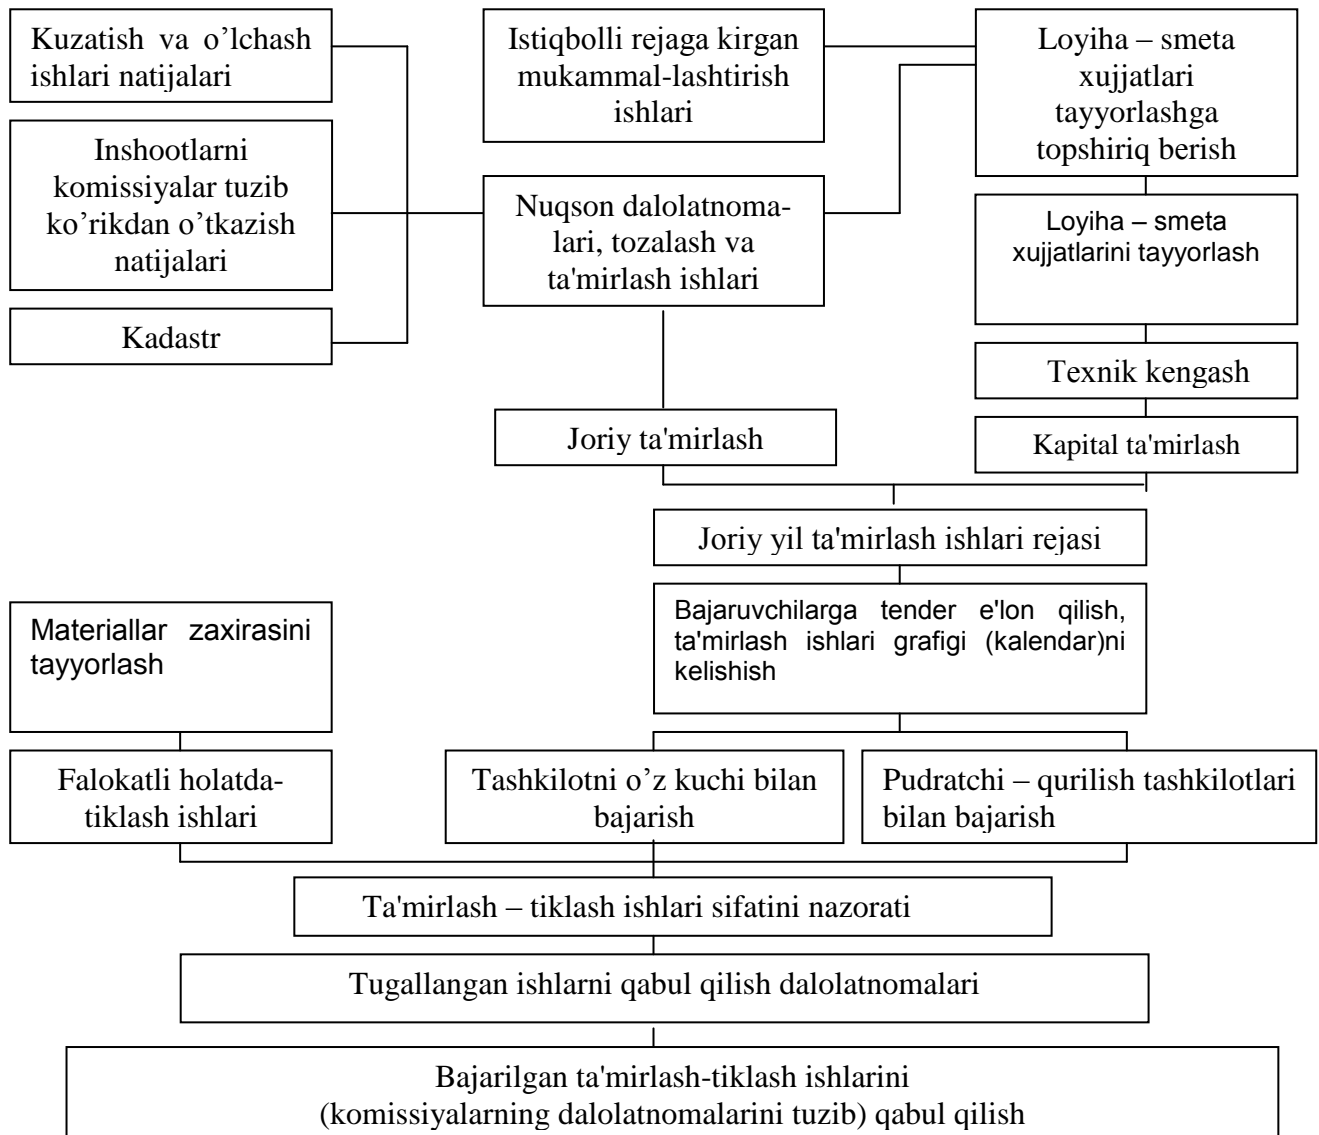 Kuzatish va o’lchash
ishlari natijalari
Istiqbolli rejaga kirgan
mukammal-lashtirish
ishlari
Loyiha – smeta
xujjatlari
tayyorlashga
topshiriq berish
Inshootlarni
komissiyalar tuzib
ko’rikdan o’tkazish
natijalari
Nuqson dalolatnoma-
lari, tozalash va
ta'mirlash ishlari
Loyiha – smeta
xujjatlarini tayyorlash
Kadastr
Texnik kengash
Joriy ta'mirlash
Kapital ta'mirlash
Joriy yil ta'mirlash ishlari rejasi
Bajaruvchilarga tender e'lon qilish,
ta'mirlash ishlari grafigi (kalendar)ni
kelishish
Materiallar zaxirasini
tayyorlash
Falokatli holatda-
tiklash ishlari
Tashkilotni o’z kuchi bilan
bajarish
Pudratchi – qurilish tashkilotlari
bilan bajarish
Ta'mirlash – tiklash ishlari sifatini nazorati
Tugallangan ishlarni qabul qilish dalolatnomalari
Bajarilgan ta'mirlash-tiklash ishlarini
(komissiyalarning dalolatnomalarini tuzib) qabul qilish